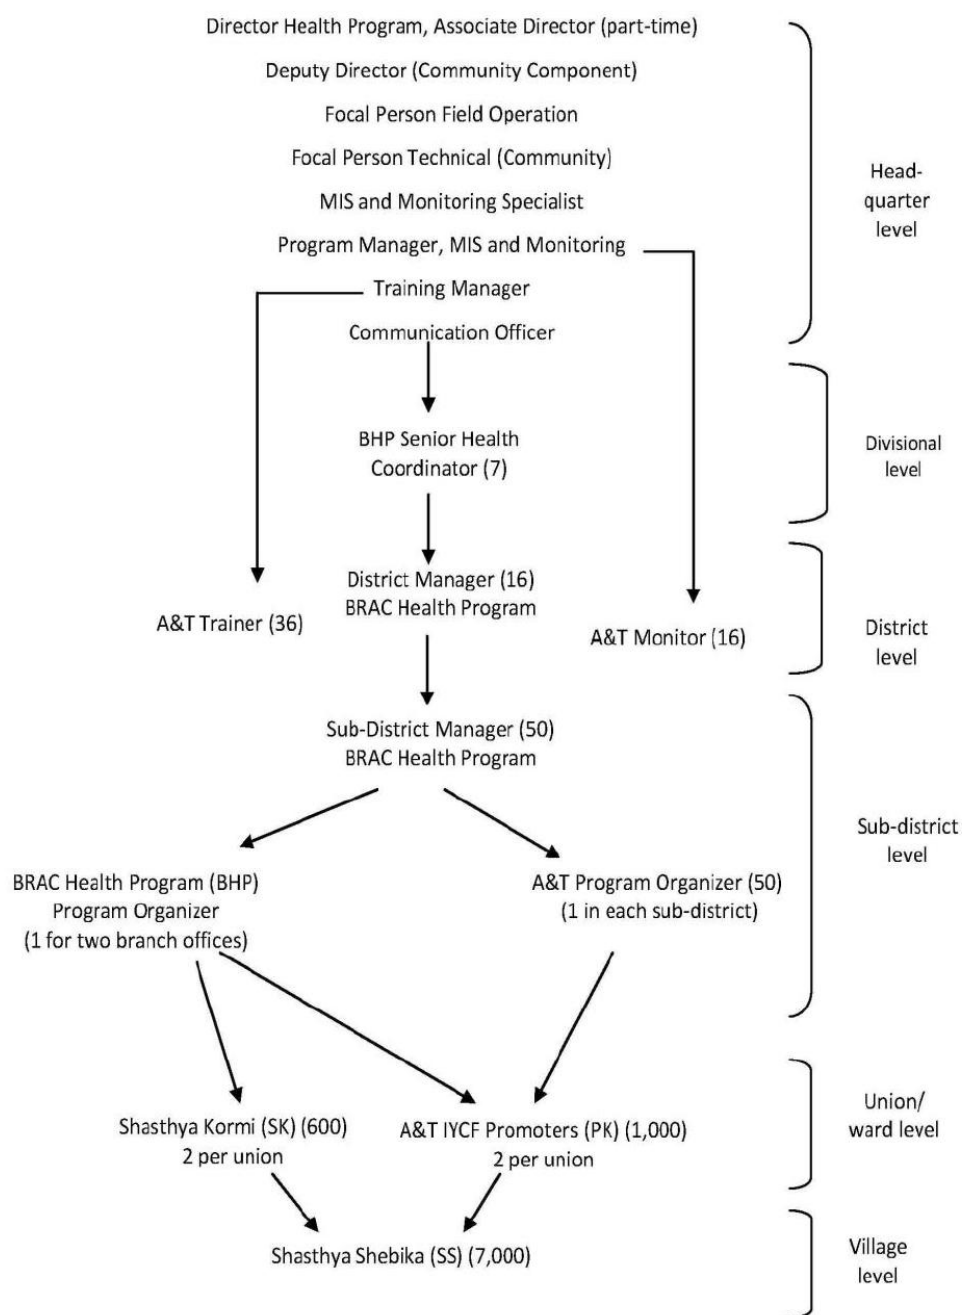 Director Health Program, Associate Director (part-time)
Deputy Director (Community Component)
Focal Person Field Operation
Focal Person Technical (Community)
MIS and Monitoring Specialist
Program Manager, MIS and Monitoring
Training Manager
Communication Officer
Head-
quarter
level
BHP Senior Health
Coordinator (7)
Divisional
level
District Manager (16)
BRAC Health Program
A&T Trainer (36)
A&T Monitor (16)
District
level
Sub-District Manager (50)
BRAC Health Program
BRAC Health Program (BHP)
Program Organizer
(1 for two branch offices)
A&T Program Organizer (50)
(1 in each sub-district)
Sub-district
level
Shasthya Kormi (SK) (600)
2 per union
A&T IYCF Promoters (PK) (1,000)
2 per union
Union/
ward level
Shasthya Shebika (SS) (7,000)
Village
level